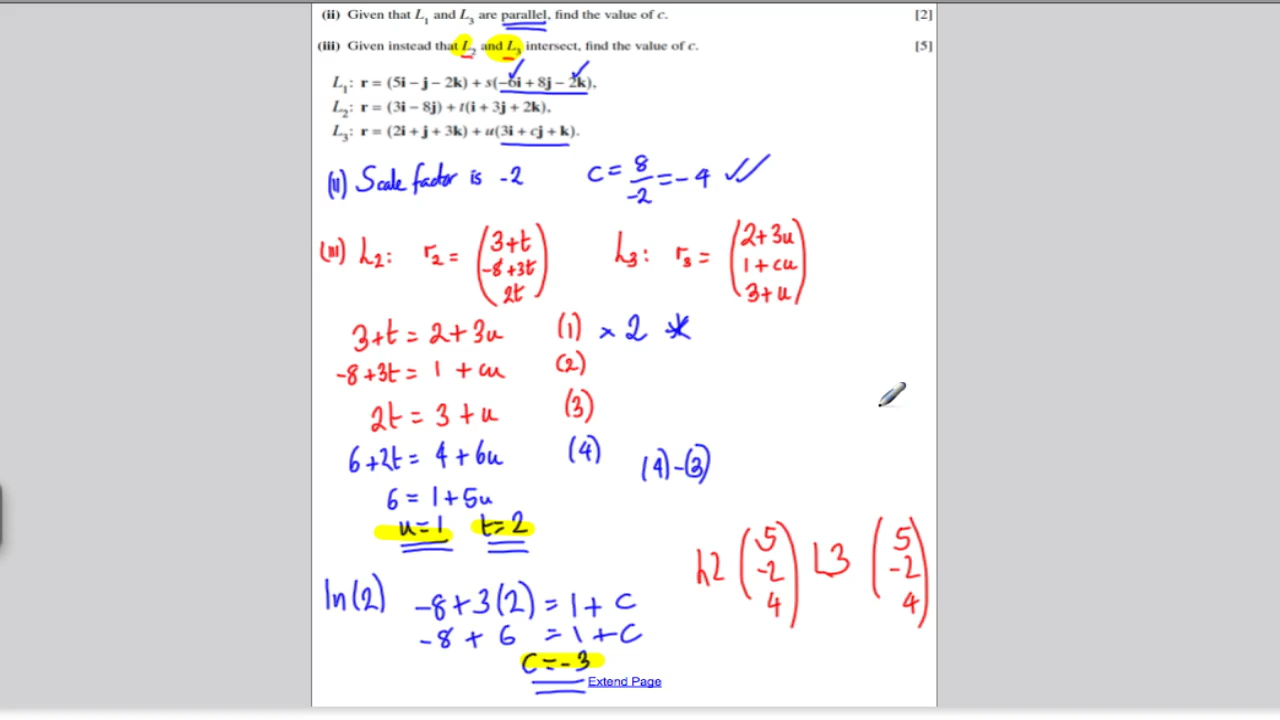 (ii) Given that L₁ and L₃ are parallel, find the value of c. [2]
(iii) Given instead that L₂ and L₃ intersect, find the value of c. [5]
L₁: r = (5i − j − 2k) + s(−6i + 8j − 2k),
L₂: r = (3i − 8j) + t(i + 3j + 2k),
L₃: r = (2i + j + 3k) + u(3i + cj + k).
(ii) Scale factor is -2 c = 8/-2 = -4 ✓✓
(iii) L2: r2 = (3+t -8+3t 2t) L3: r3 = (2+3u 1+cu 3+u)
3+t = 2+3u (1) × 2 *
-8+3t = 1 + cu (2)
2t = 3 + u (3)
6+2t = 4 + 6u (4) (4)-(3)
6 = 1 + 5u
u=1 t=2
L2 (5 -2 4) L3 (5 -2 4)
In (2) -8+3(2) = 1 + c
-8 + 6 = 1 + c
c = -3
Extend Page